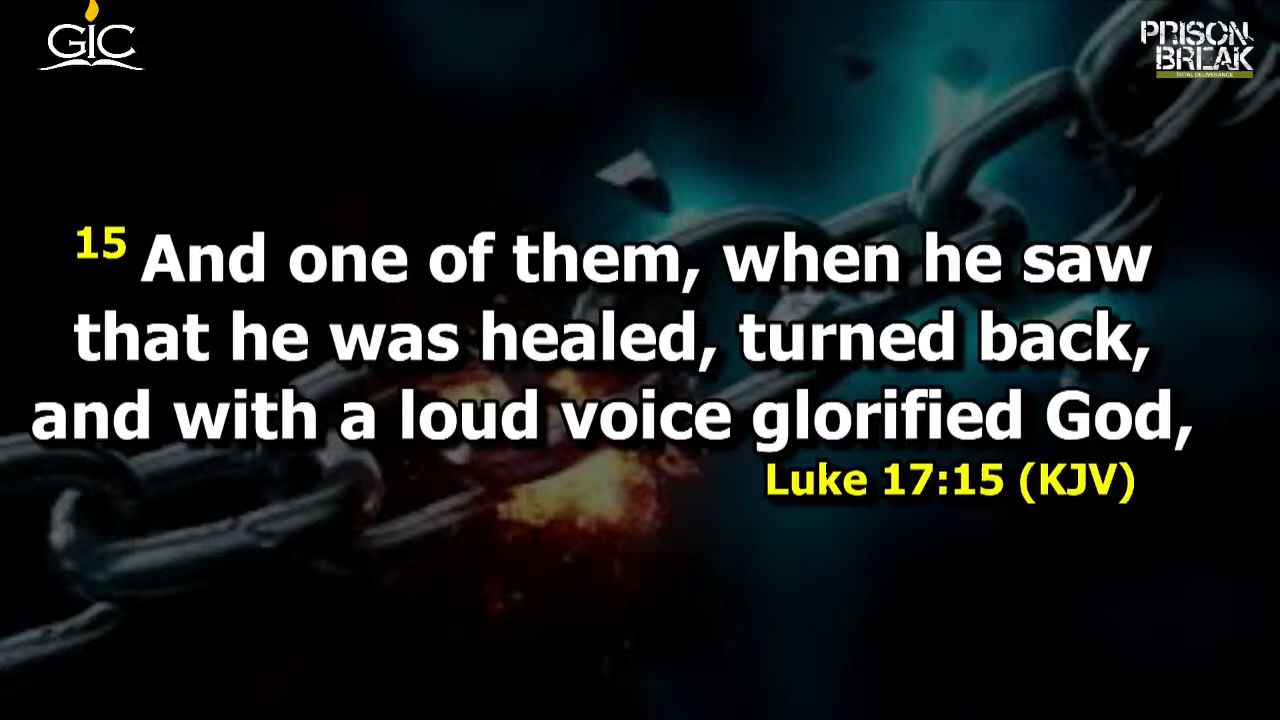 GIC
PRISON
BREAK
TOTAL DELIVERANCE
15 And one of them, when he saw
that he was healed, turned back,
and with a loud voice glorified God,
Luke 17:15 (KJV)